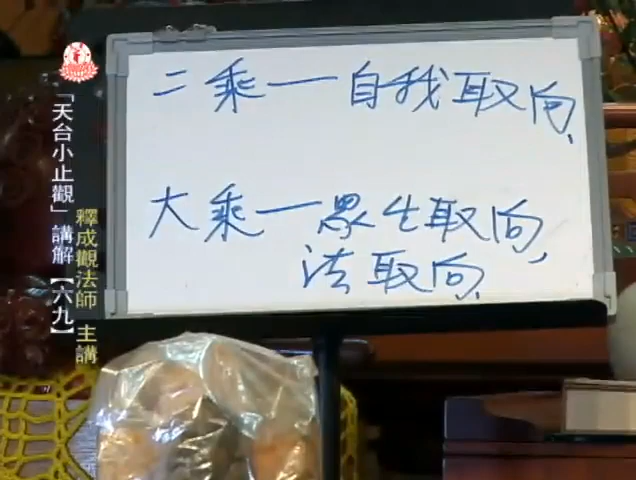 二乘一自我取向、
大乘一眾生取向、
法取向、
「天台小止觀」講解【六九】
釋成觀法師 主講